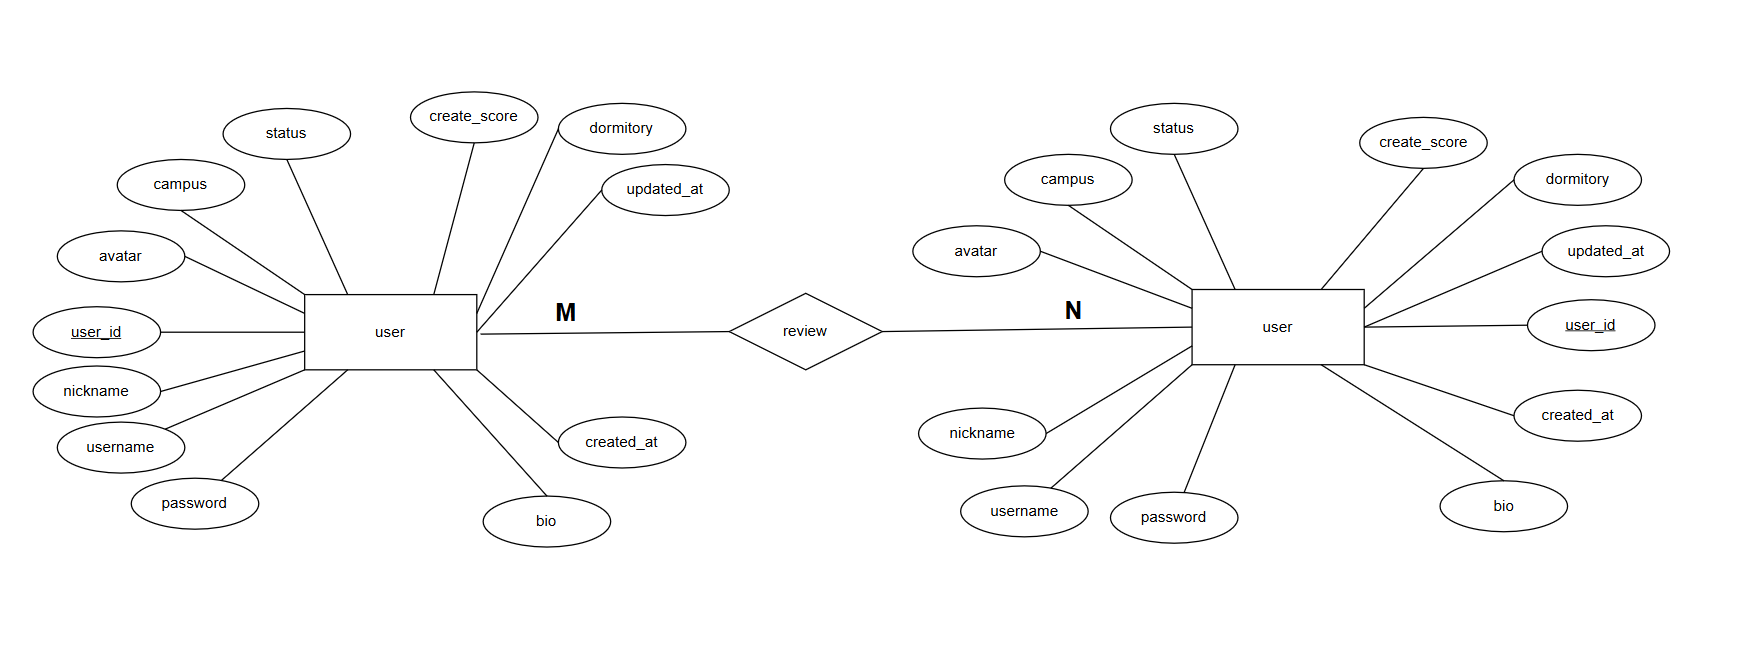 create_score
dormitory
status
campus
updated_at
avatar
user_id
nickname
username
password
user
bio
created_at
M
review
N
status
create_score
campus
dormitory
avatar
updated_at
user
user_id
nickname
created_at
username
password
bio